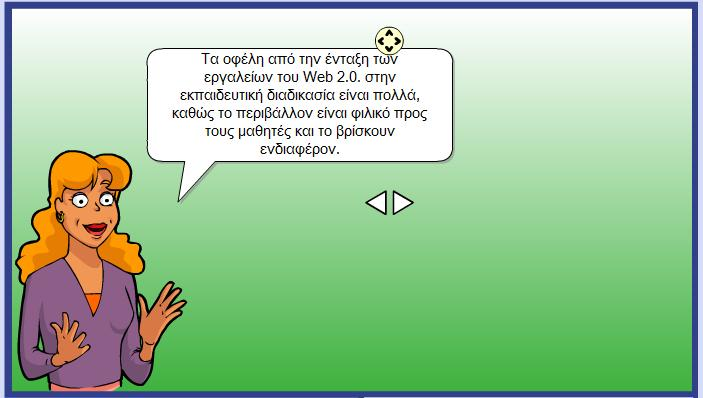 Τα οφέλη από την ένταξη των
εργαλείων του Web 2.0. στην
εκπαιδευτική διαδικασία είναι πολλά,
καθώς το περιβάλλον είναι φιλικό προς
τους μαθητές και το βρίσκουν
ενδιαφέρον.